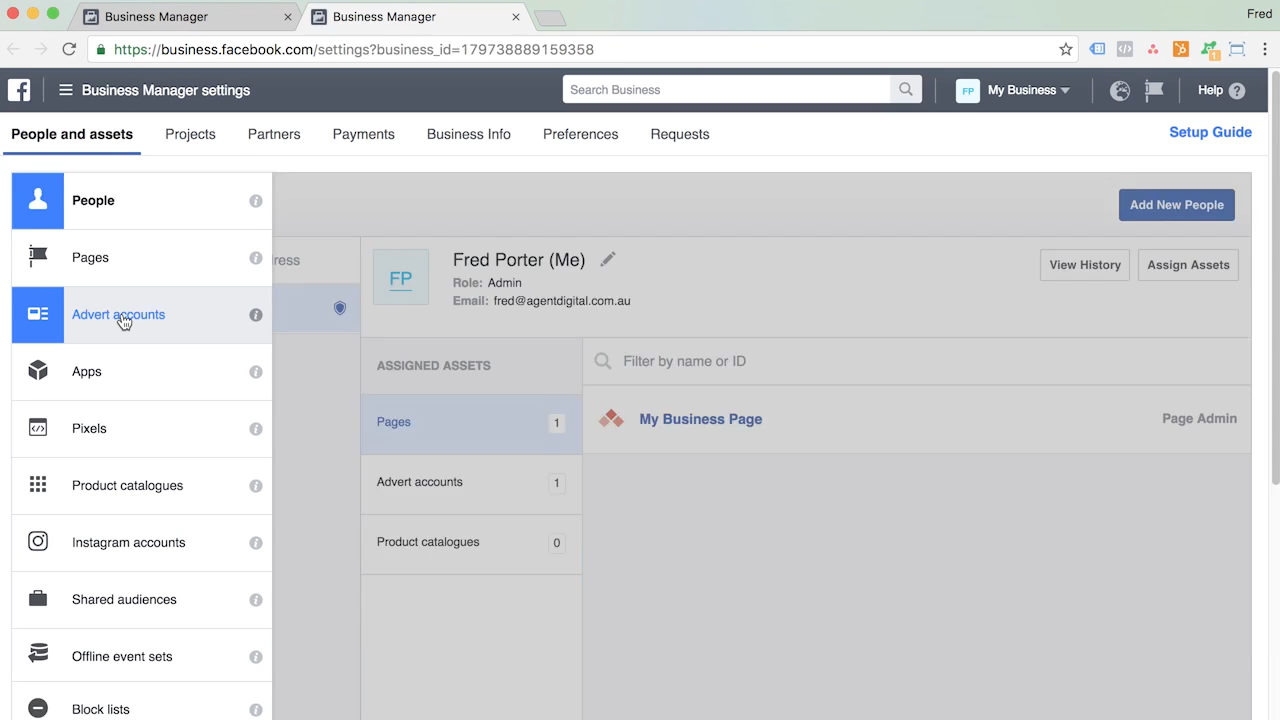 Business Manager
Business Manager
Fred
https://business.facebook.com/settings?business_id=179738889159358
1
Business Manager settings
Search Business
FP
My Business
Help ?
People and assets
Projects
Partners
Payments
Business Info
Preferences
Requests
Setup Guide
People
Pages
Advert accounts
Apps
Pixels
Product catalogues
Instagram accounts
Shared audiences
Offline event sets
Block lists
Add New People
ress
FP
Fred Porter (Me)
Role: Admin
Email: fred@agentdigital.com.au
View History
Assign Assets
ASSIGNED ASSETS
Pages 1
Advert accounts 1
Product catalogues 0
Filter by name or ID
My Business Page
Page Admin